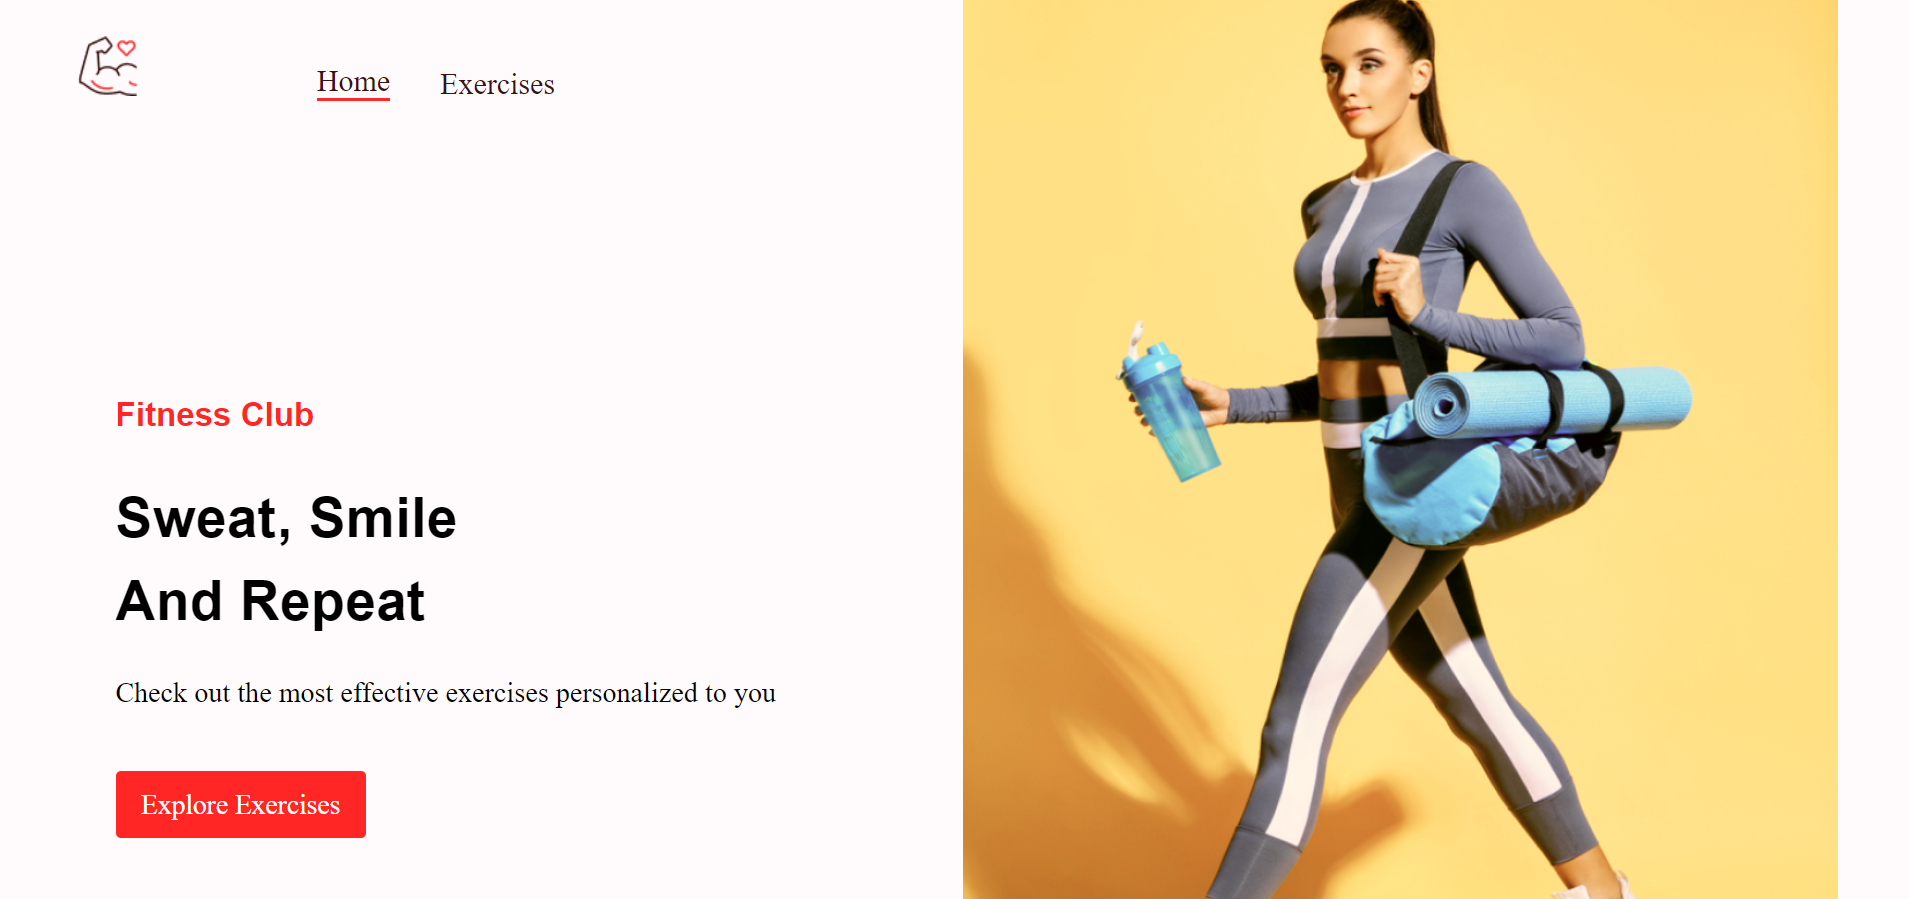 Home Exercises
Fitness Club
Sweat, Smile
And Repeat
Check out the most effective exercises personalized to you
Explore Exercises